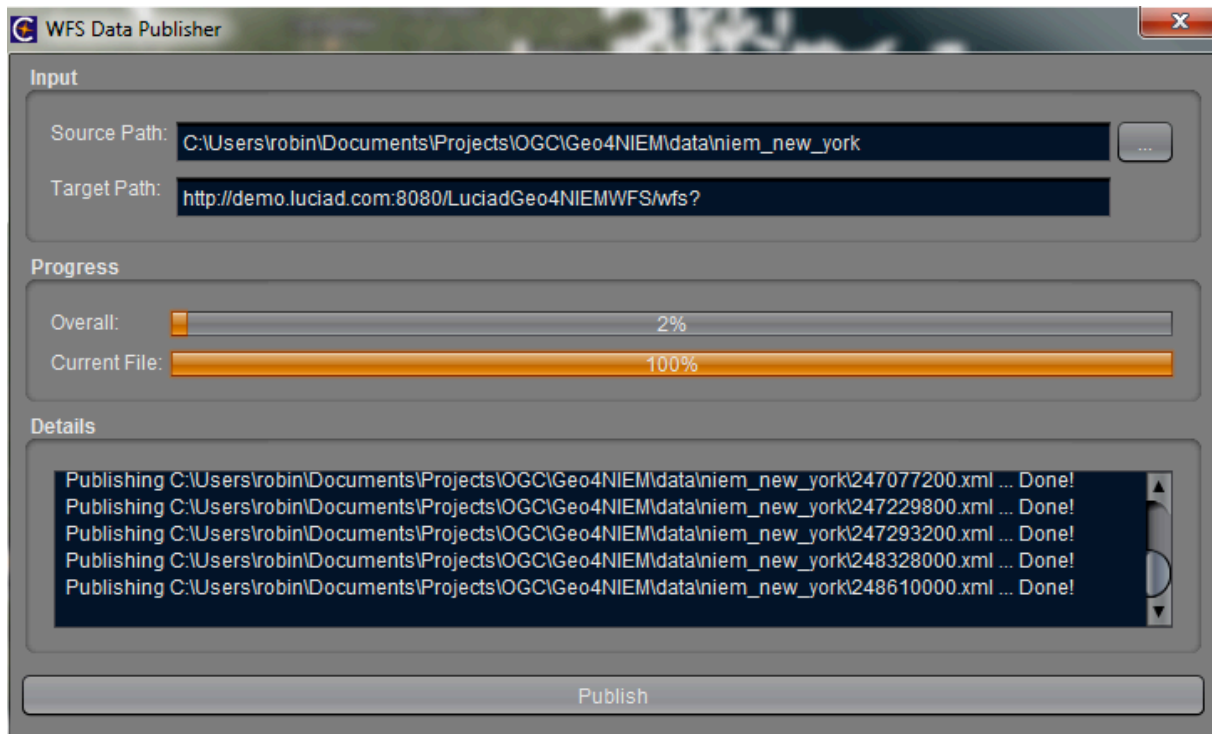 WFS Data Publisher
x
Input
Source Path: C:\Users\robin\Documents\Projects\OGC\Geo4NIEM\data\niem_new_york ...
Target Path: http://demo.luciad.com:8080/LuciadGeo4NIEMWFS/wfs?
Progress
Overall: 2%
Current File: 100%
Details
Publishing C:\Users\robin\Documents\Projects\OGC\Geo4NIEM\data\niem_new_york\247077200.xml ... Done!
Publishing C:\Users\robin\Documents\Projects\OGC\Geo4NIEM\data\niem_new_york\247229800.xml ... Done!
Publishing C:\Users\robin\Documents\Projects\OGC\Geo4NIEM\data\niem_new_york\247293200.xml ... Done!
Publishing C:\Users\robin\Documents\Projects\OGC\Geo4NIEM\data\niem_new_york\248328000.xml ... Done!
Publishing C:\Users\robin\Documents\Projects\OGC\Geo4NIEM\data\niem_new_york\248610000.xml ... Done!
Publish